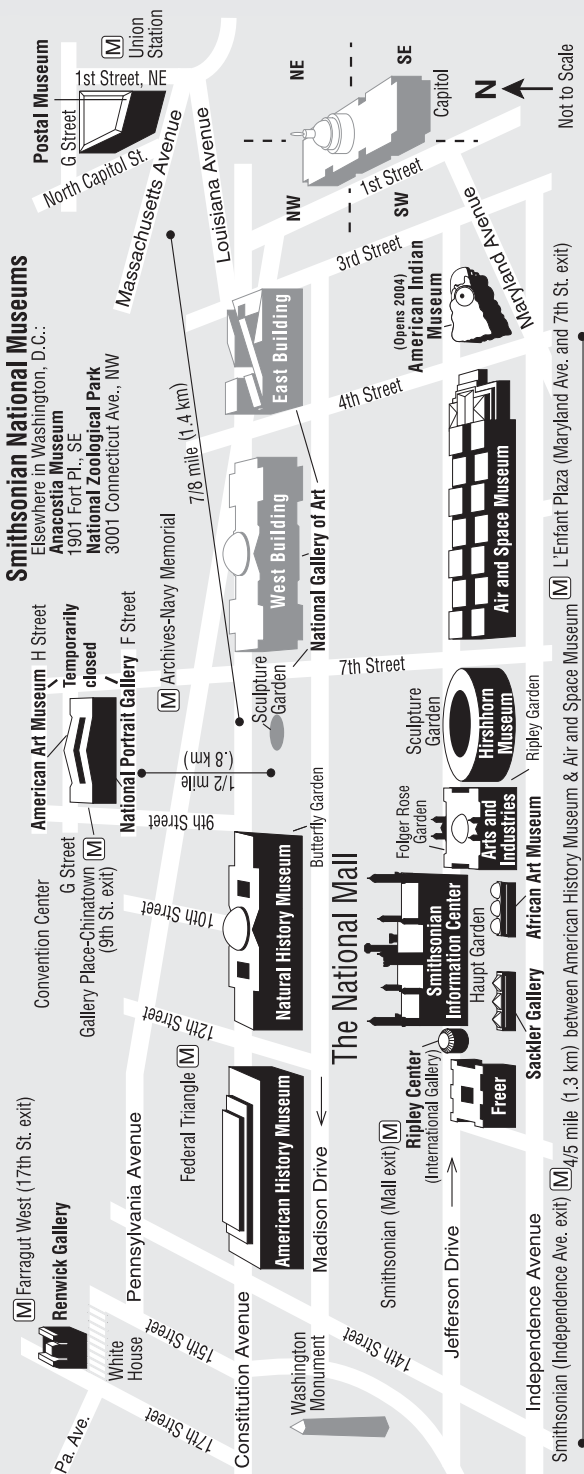 Smithsonian National Museums
Elsewhere in Washington, D.C.:
Anacostia Museum
1901 Fort Pl., SE
National Zoological Park
3001 Connecticut Ave., NW
M Farragut West (17th St. exit)
Renwick Gallery
White
House
Pa. Ave.
17th Street
15th Street
14th Street
Pennsylvania Avenue
Constitution Avenue
Washington
Monument
Convention Center
G Street
Gallery Place-Chinatown M
(9th St. exit)
American Art Museum H Street
Temporarily
closed
National Portrait Gallery F Street
9th Street
10th Street
12th Street
1/2 mile
(.8 km)
M Archives-Navy Memorial
7/8 mile (1.4 km)
Postal Museum
G Street
1st Street, NE
M Union
Station
North Capitol St.
Massachusetts Avenue
Louisiana Avenue
Federal Triangle M
American History Museum
Natural History Museum
Butterfly Garden
Sculpture
Garden
West Building
East Building
National Gallery of Art
Madison Drive
The National Mall
7th Street
4th Street
3rd Street
1st Street
NE
NW
SE
SW
Capitol
Smithsonian (Mall exit) M
Ripley Center
(International Gallery)
Jefferson Drive
Freer
Sackler Gallery
Smithsonian
Information Center
Haupt Garden
African Art Museum
Folger Rose
Garden
Arts and
Industries
Ripley Garden
Sculpture
Garden
Hirshhorn
Museum
Air and Space Museum
(Opens 2004)
American Indian
Museum
Maryland Avenue
N
Not to Scale
Independence Avenue
Smithsonian (Independence Ave. exit) M
4/5 mile (1.3 km) between American History Museum & Air and Space Museum
M L'Enfant Plaza (Maryland Ave. and 7th St. exit)